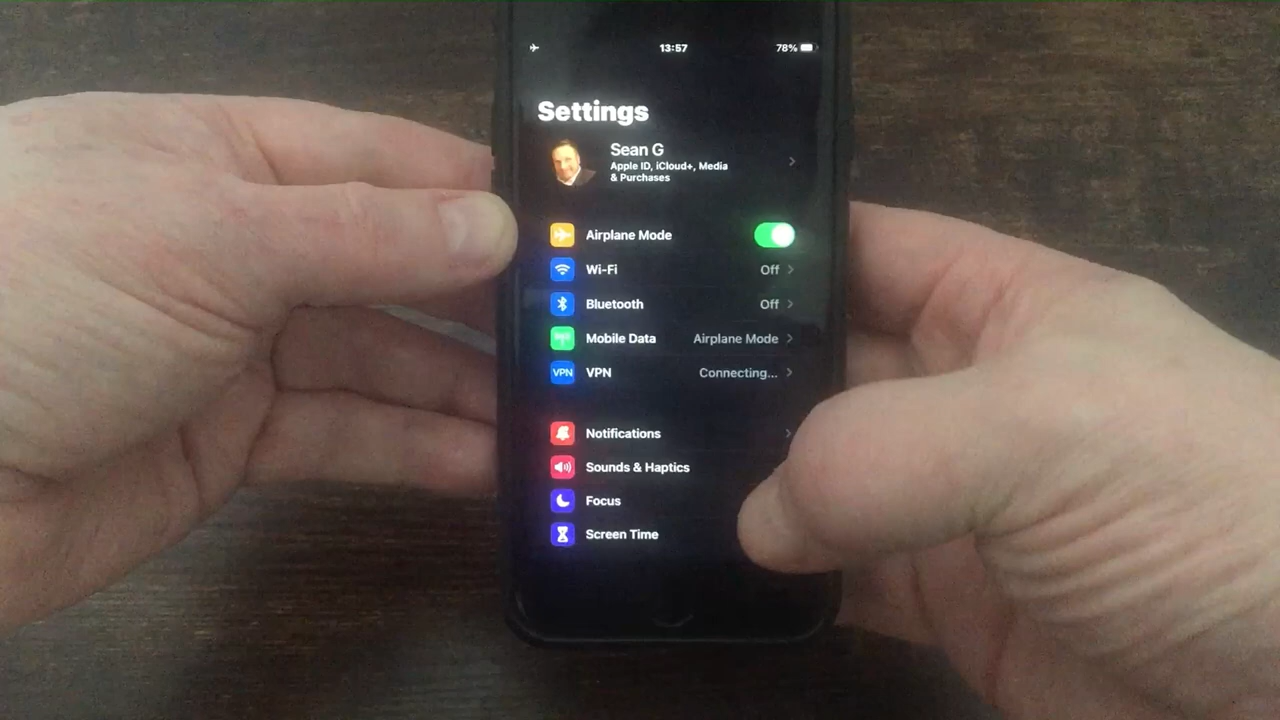 13:57
78%
Settings
Sean G
Apple ID, iCloud+, Media
& Purchases
Airplane Mode
Wi-Fi Off
Bluetooth Off
Mobile Data Airplane Mode
VPN VPN Connecting...
Notifications
Sounds & Haptics
Focus
Screen Time